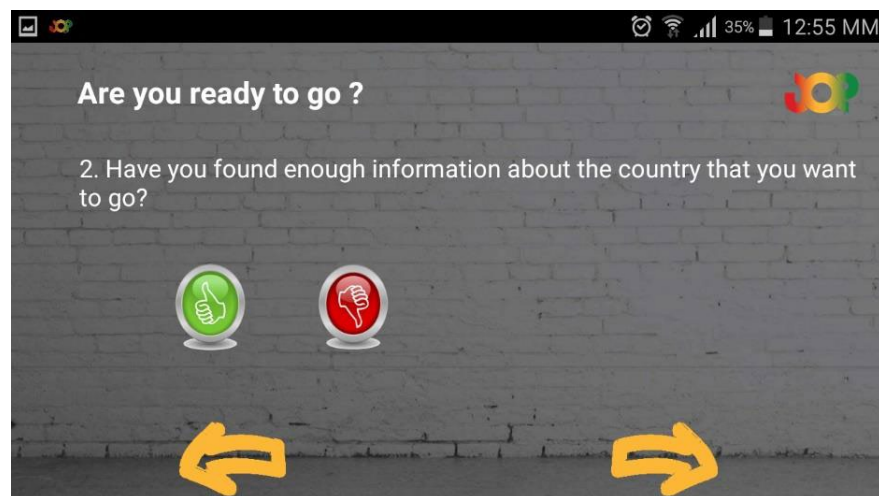 35% 12:55 MM
Are you ready to go ?
JOP
2. Have you found enough information about the country that you want
to go?